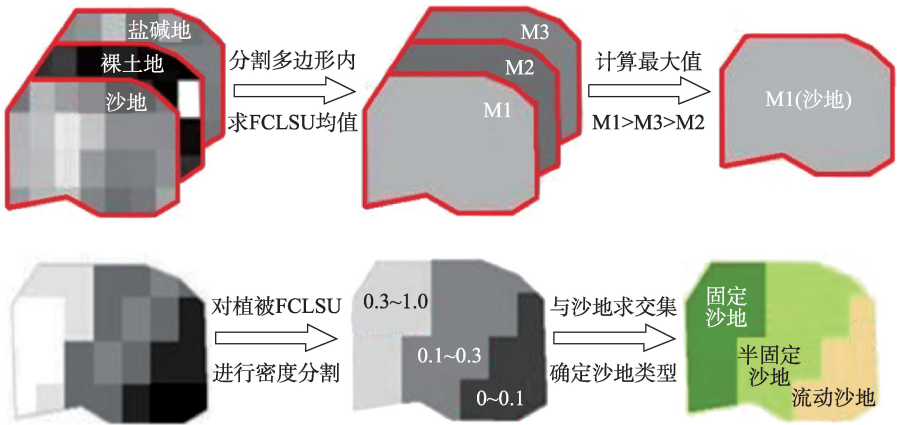 盐碱地
裸土地
沙地
分割多边形内
求FCLSU均值
M3
M2
M1
计算最大值
M1>M3>M2
M1(沙地)
对植被FCLSU
进行密度分割
0.3~1.0
0.1~0.3
0~0.1
与沙地求交集
确定沙地类型
固定
沙地
半固定
沙地
流动沙地